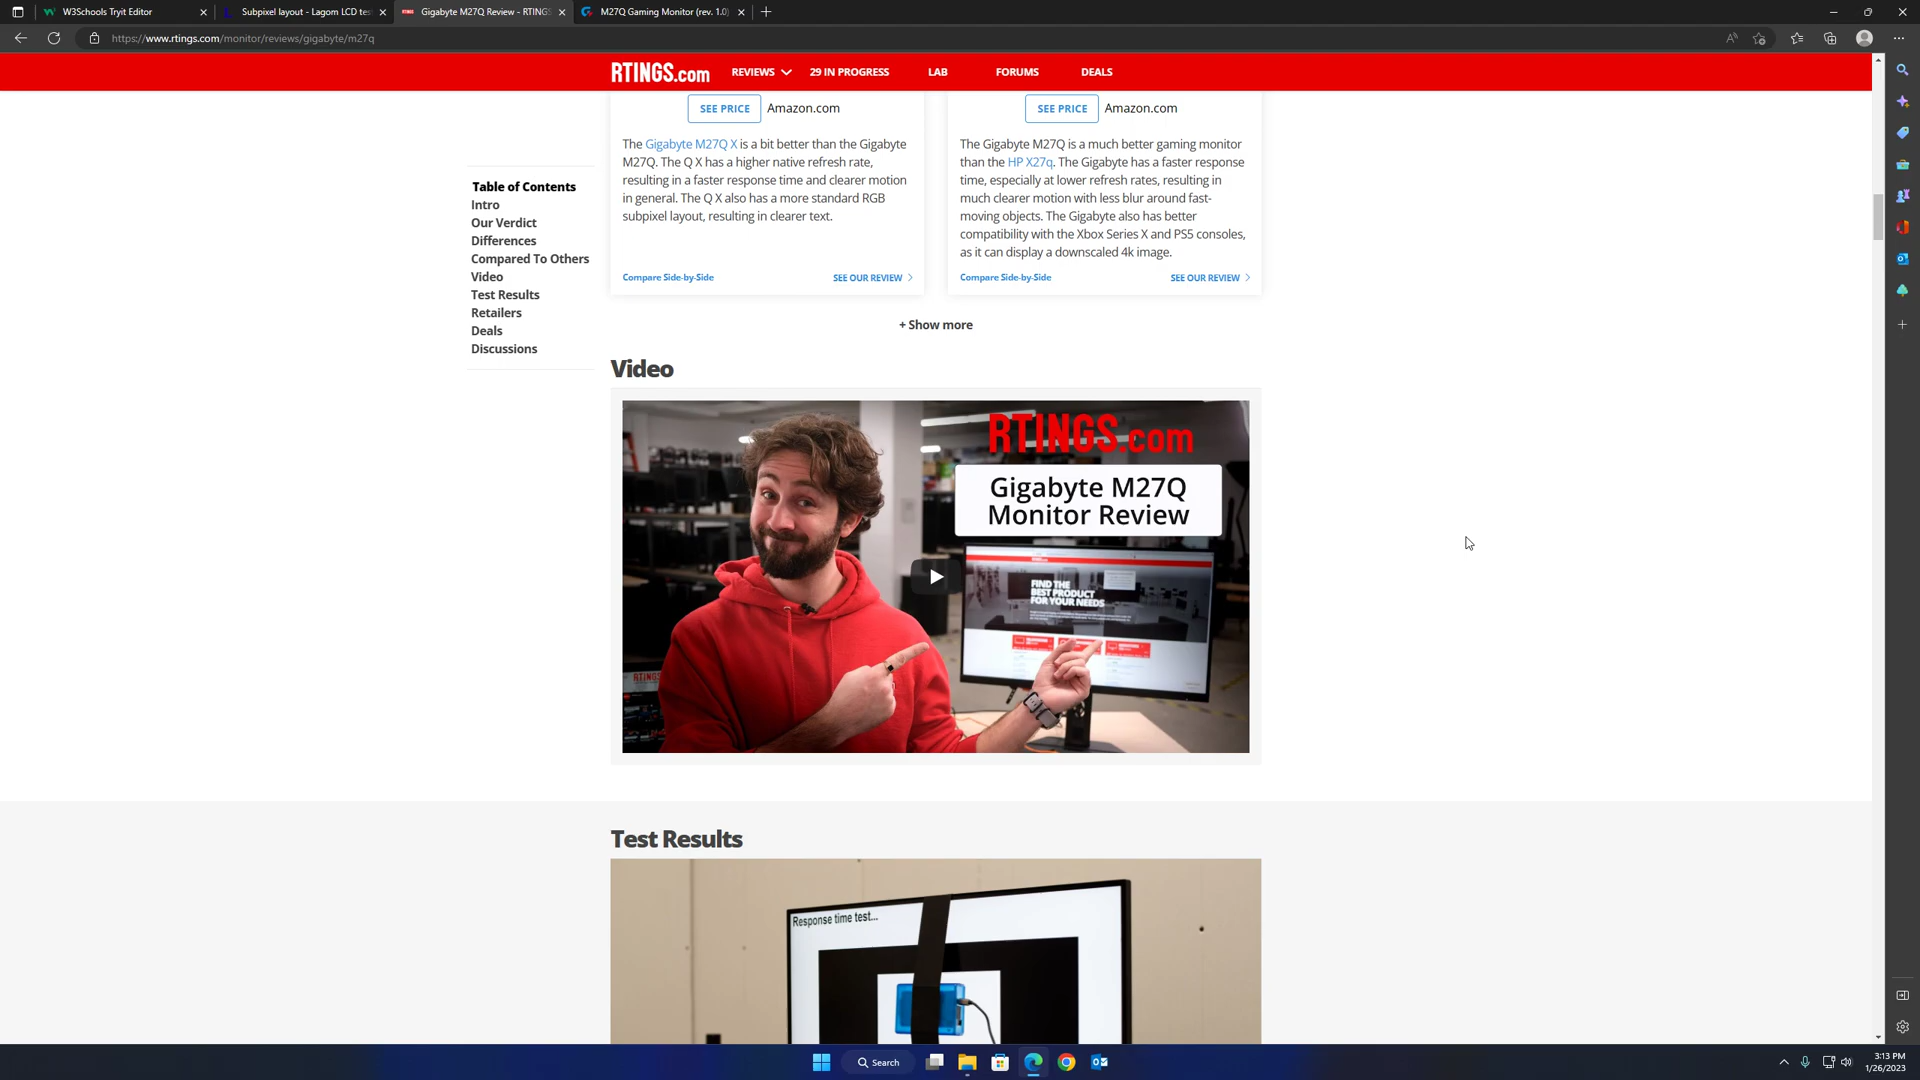 W3Schools Tryit Editor
Subpixel layout - Lagom LCD tes
Gigabyte M27Q Review - RTINGS
M27Q Gaming Monitor (rev. 1.0)
https://www.rtings.com/monitor/reviews/gigabyte/m27q
RTINGS.com
REVIEWS
29 IN PROGRESS
LAB
FORUMS
DEALS
SEE PRICE Amazon.com
The Gigabyte M27Q X is a bit better than the Gigabyte
M27Q. The Q X has a higher native refresh rate,
resulting in a faster response time and clearer motion
in general. The Q X also has a more standard RGB
subpixel layout, resulting in clearer text.
Compare Side-by-Side
SEE OUR REVIEW
SEE PRICE Amazon.com
The Gigabyte M27Q is a much better gaming monitor
than the HP X27q. The Gigabyte has a faster response
time, especially at lower refresh rates, resulting in
much clearer motion with less blur around fast-
moving objects. The Gigabyte also has better
compatibility with the Xbox Series X and PS5 consoles,
as it can display a downscaled 4k image.
Compare Side-by-Side
SEE OUR REVIEW
Table of Contents
Intro
Our Verdict
Differences
Compared To Others
Video
Test Results
Retailers
Deals
Discussions
+ Show more
Video
RTINGS.com
Gigabyte M27Q
Monitor Review
FIND THE
BEST PRODUCT
FOR YOUR NEEDS
RTINGS
Test Results
Response time test...
Search
3:13 PM
1/26/2023